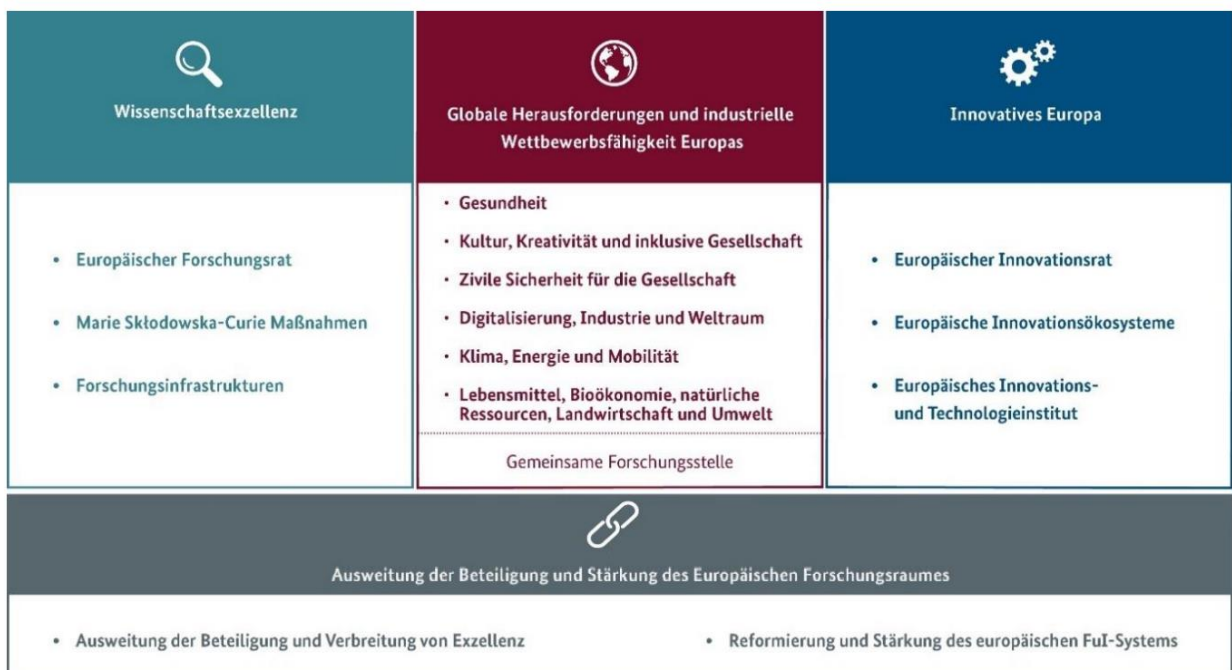 Wissenschaftsexzellenz
• Europäischer Forschungsrat
• Marie Skłodowska-Curie Maßnahmen
• Forschungsinfrastrukturen
Globale Herausforderungen und industrielle
Wettbewerbsfähigkeit Europas
• Gesundheit
• Kultur, Kreativität und inklusive Gesellschaft
• Zivile Sicherheit für die Gesellschaft
• Digitalisierung, Industrie und Weltraum
• Klima, Energie und Mobilität
• Lebensmittel, Bioökonomie, natürliche
Ressourcen, Landwirtschaft und Umwelt
Gemeinsame Forschungsstelle
Innovatives Europa
• Europäischer Innovationsrat
• Europäische Innovationsökosysteme
• Europäisches Innovations-
und Technologieinstitut
Ausweitung der Beteiligung und Stärkung des Europäischen Forschungsraumes
• Ausweitung der Beteiligung und Verbreitung von Exzellenz
• Reformierung und Stärkung des europäischen FuI-Systems